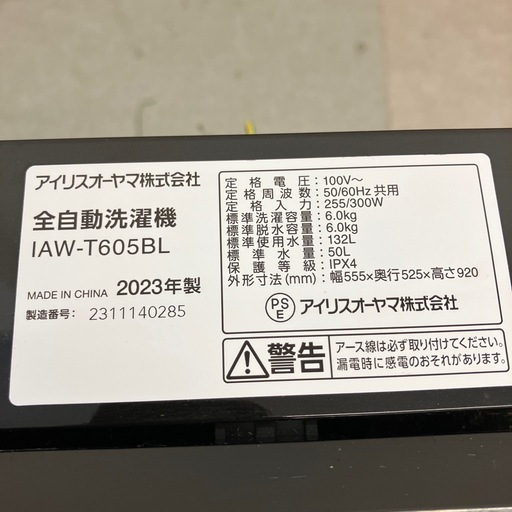 アイリスオーヤマ株式会社
全自動洗濯機
IAW-T605BL
MADE IN CHINA 2023年製
製造番号: 2311140285
定格電圧:100V～
定格周波数:50/60Hz共用
定格入力:255/300W
標準洗濯容量:6.0kg
標準脱水容量:6.0kg
標準使用水量:132L
標準水量:50L
保護等級:IPX4
外形寸法(mm):幅555×奥行525×高さ920
PSE アイリスオーヤマ株式会社
警告
アース線は必ず取り付けてください。
漏電時に感電のおそれがあります。